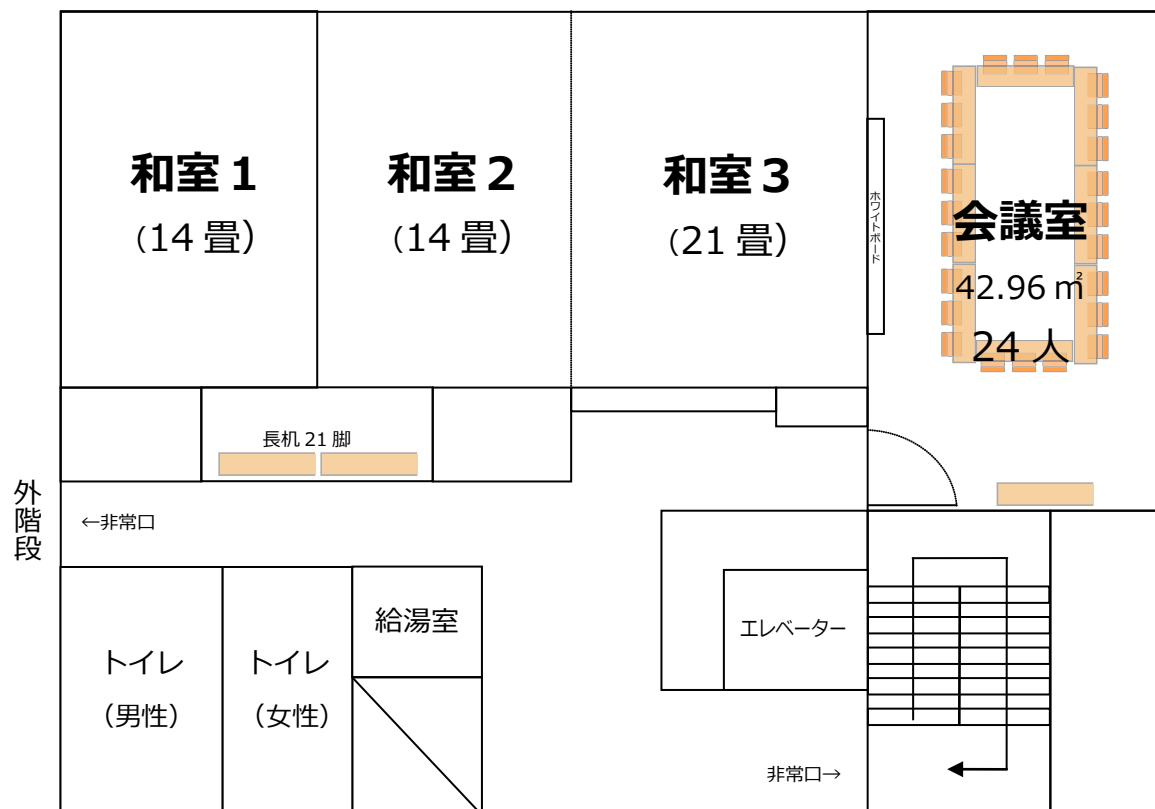 和室1
(14 畳)
和室2
(14 畳)
和室3
(21 畳)
ホワイトボード
会議室
42.96 ㎡
24 人
長机 21 脚
外階段
←非常口
トイレ
(男性)
トイレ
(女性)
給湯室
エレベーター
非常口→